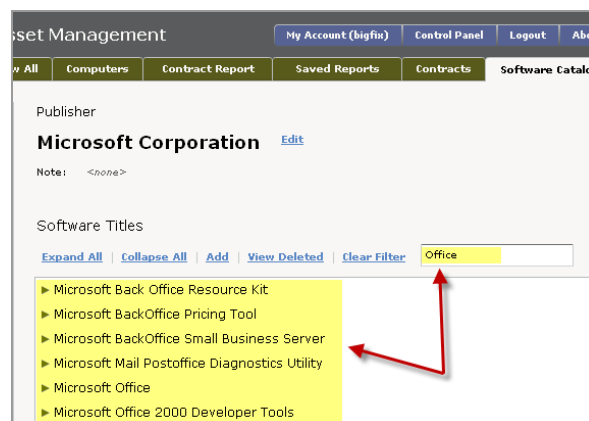 sset Management
My Account (bigfix) Control Panel Logout Abo
w All Computers Contract Report Saved Reports Contracts Software Catalo
Publisher
Microsoft Corporation Edit
Note: <none>
Software Titles
Expand All | Collapse All | Add | View Deleted | Clear Filter Office
Microsoft Back Office Resource Kit
Microsoft BackOffice Pricing Tool
Microsoft BackOffice Small Business Server
Microsoft Mail Postoffice Diagnostics Utility
Microsoft Office
Microsoft Office 2000 Developer Tools